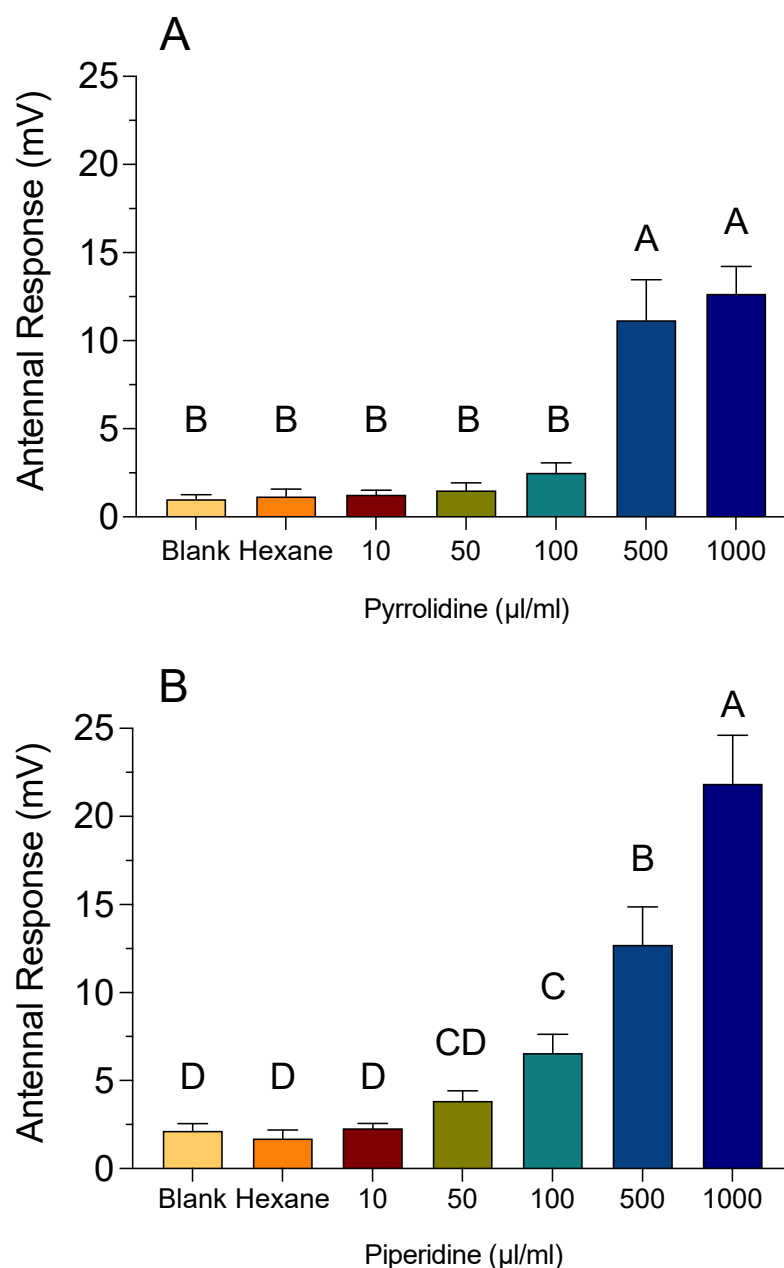 A
Antennal Response (mV)
25
20
15
10
5
0
B B B B B A A
Blank Hexane 10 50 100 500 1000
Pyrrolidine (µl/ml)
B
Antennal Response (mV)
25
20
15
10
5
0
D D D CD C B A
Blank Hexane 10 50 100 500 1000
Piperidine (µl/ml)